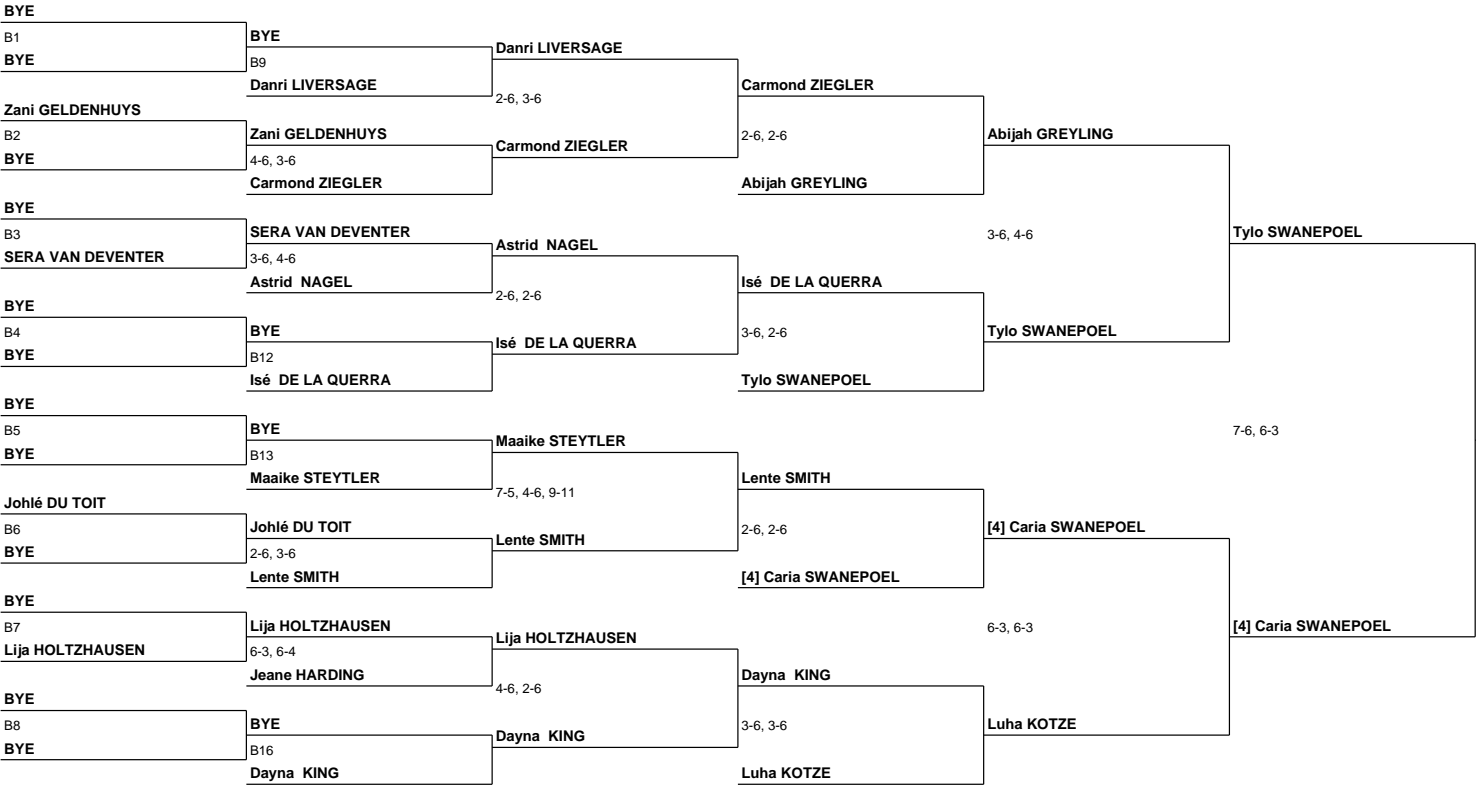 BYE
B1
BYE
Zani GELDENHUYS
B2
BYE
BYE
B3
SERA VAN DEVENTER
BYE
B4
BYE
BYE
B5
BYE
Johlé DU TOIT
B6
BYE
BYE
B7
Lija HOLTZHAUSEN
BYE
B8
BYE
BYE
B9
Danri LIVERSAGE
Zani GELDENHUYS
4-6, 3-6
Carmond ZIEGLER
SERA VAN DEVENTER
3-6, 4-6
Astrid NAGEL
BYE
B12
Isé DE LA QUERRA
BYE
B13
Maaike STEYTLER
Johlé DU TOIT
2-6, 3-6
Lente SMITH
Lija HOLTZHAUSEN
6-3, 6-4
Jeane HARDING
BYE
B16
Dayna KING
Danri LIVERSAGE
2-6, 3-6
Carmond ZIEGLER
Astrid NAGEL
2-6, 2-6
Isé DE LA QUERRA
Maaike STEYTLER
7-5, 4-6, 9-11
Lente SMITH
Lija HOLTZHAUSEN
4-6, 2-6
Dayna KING
Carmond ZIEGLER
2-6, 2-6
Abijah GREYLING
Isé DE LA QUERRA
3-6, 2-6
Tylo SWANEPOEL
Lente SMITH
2-6, 2-6
[4] Caria SWANEPOEL
Dayna KING
3-6, 3-6
Luha KOTZE
Abijah GREYLING
3-6, 4-6
Tylo SWANEPOEL
[4] Caria SWANEPOEL
6-3, 6-3
Luha KOTZE
Tylo SWANEPOEL
7-6, 6-3
[4] Caria SWANEPOEL